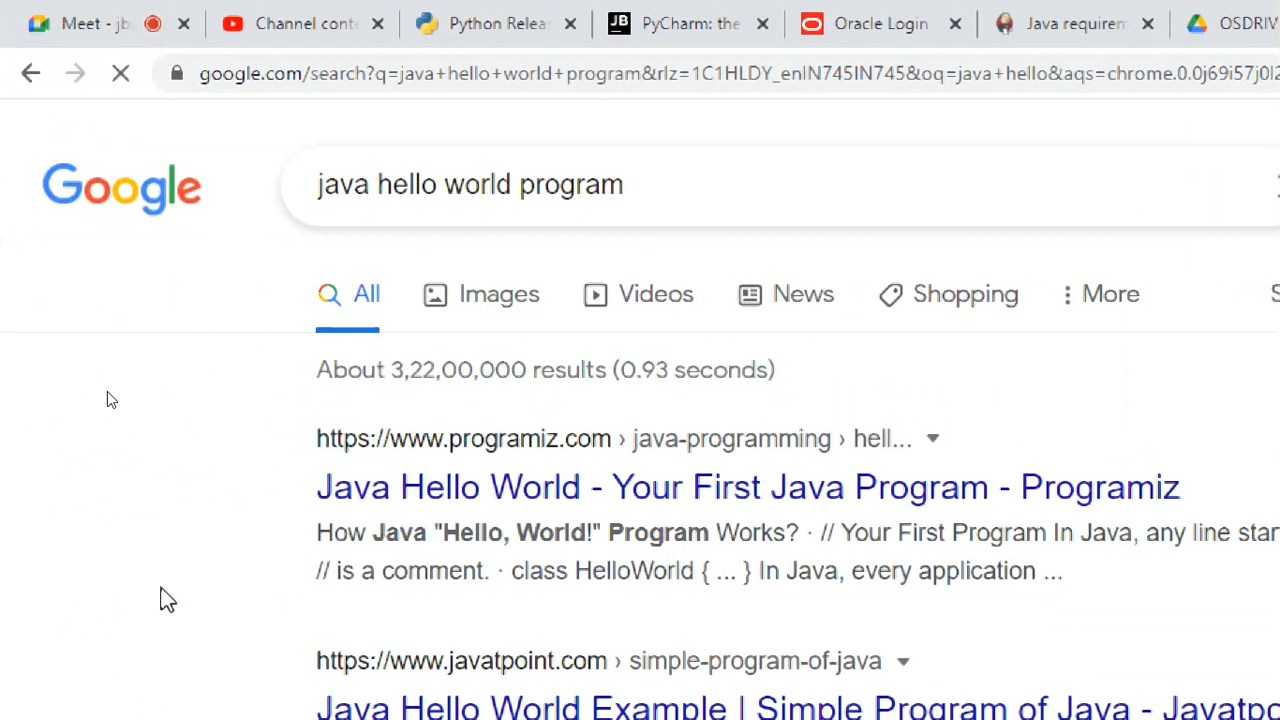 Meet - jb
Channel cont
Python Relea
PyCharm: the
Oracle Login
Java requirem
OSDRIV
google.com/search?q=java+hello+world+program&rlz=1C1HLDY_enIN745IN745&oq=java+hello&aqs=chrome.0.0j69i57j0l2
Google
java hello world program
All
Images
Videos
News
Shopping
More
About 3,22,00,000 results (0.93 seconds)
https://www.programiz.com › java-programming › hell...
Java Hello World - Your First Java Program - Programiz
How Java "Hello, World!" Program Works? · // Your First Program In Java, any line star
// is a comment. · class HelloWorld { ... } In Java, every application ...
https://www.javatpoint.com › simple-program-of-java
Java Hello World Example | Simple Program of Java - Javatpo